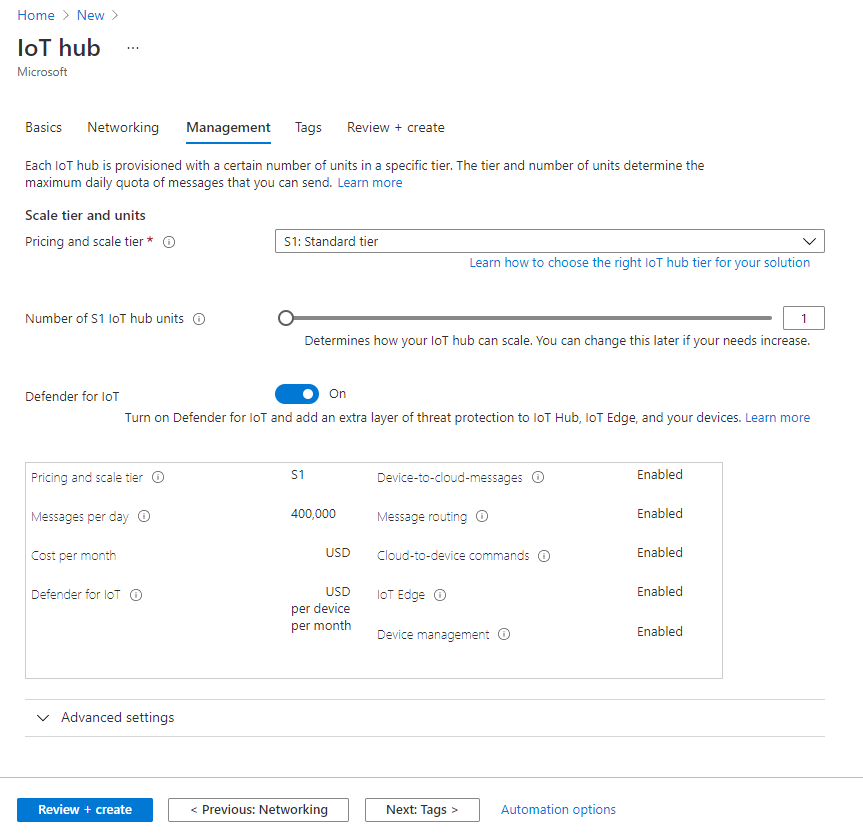 Home > New >
IoT hub ...
Microsoft
Basics Networking Management Tags Review + create
Each IoT hub is provisioned with a certain number of units in a specific tier. The tier and number of units determine the
maximum daily quota of messages that you can send. Learn more
Scale tier and units
Pricing and scale tier * S1: Standard tier
Learn how to choose the right IoT hub tier for your solution
Number of S1 IoT hub units 1
Determines how your IoT hub can scale. You can change this later if your needs increase.
Defender for IoT On
Turn on Defender for IoT and add an extra layer of threat protection to IoT Hub, IoT Edge, and your devices. Learn more
Pricing and scale tier S1 Device-to-cloud-messages Enabled
Messages per day 400,000 Message routing Enabled
Cost per month USD Cloud-to-device commands Enabled
Defender for IoT USD IoT Edge Enabled
per device
per month
Device management Enabled
Advanced settings
Review + create < Previous: Networking Next: Tags > Automation options